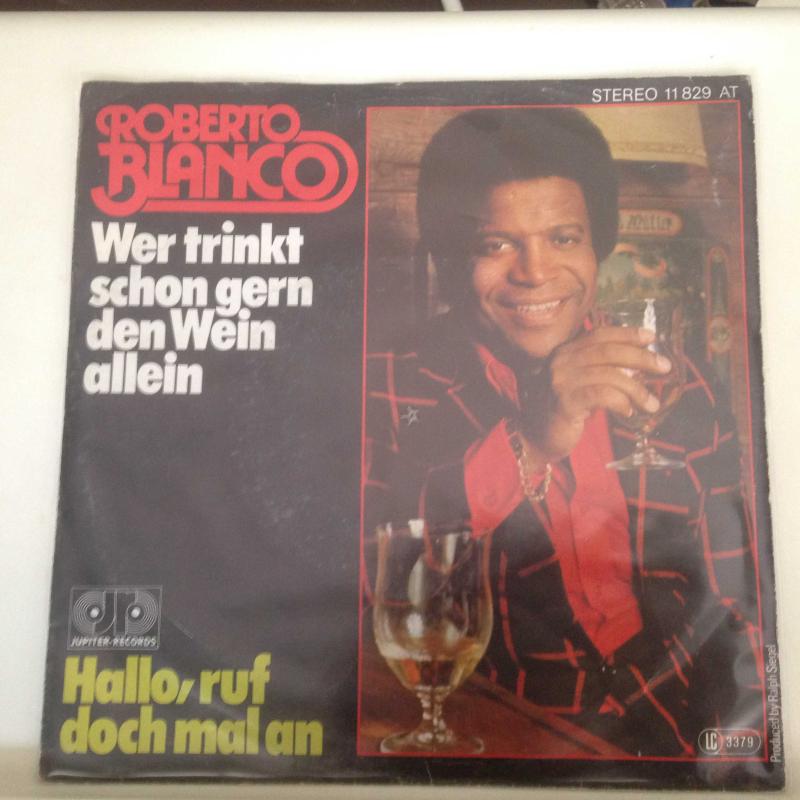 STEREO 11 829 AT
ROBERTO
BLANCO
Wer trinkt
schon gern
den Wein
allein
JUPITER-RECORDS
Hallo, ruf
doch mal an
LC 3379
Produced by Ralph Siegel